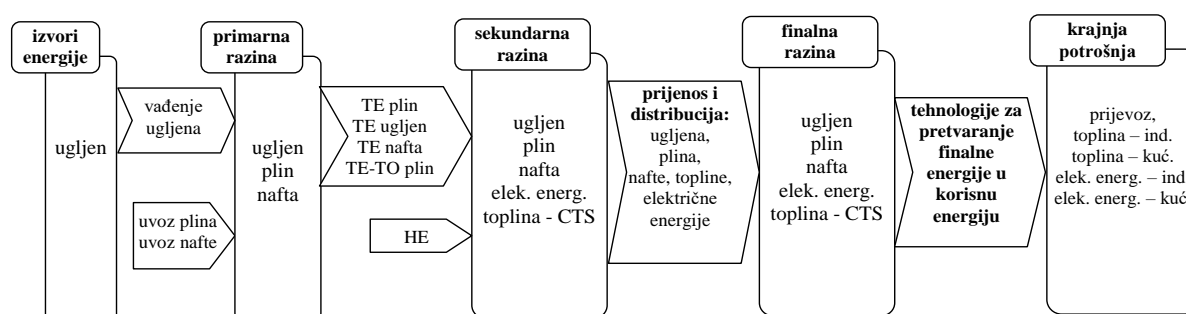 izvori
energije
ugljen
vađenje
ugljena
uvoz plina
uvoz nafte
primarna
razina
ugljen
plin
nafta
TE plin
TE ugljen
TE nafta
TE-TO plin
HE
sekundarna
razina
ugljen
plin
nafta
elek. energ.
toplina - CTS
prijenos i
distribucija:
ugljena,
plina,
nafte, topline,
električne
energije
finalna
razina
ugljen
plin
nafta
elek. energ.
toplina - CTS
tehnologije za
pretvaranje
finalne
energije u
korisnu
energiju
krajnja
potrošnja
prijevoz,
toplina – ind.
toplina – kuć.
elek. energ. – ind
elek. energ. – kuć